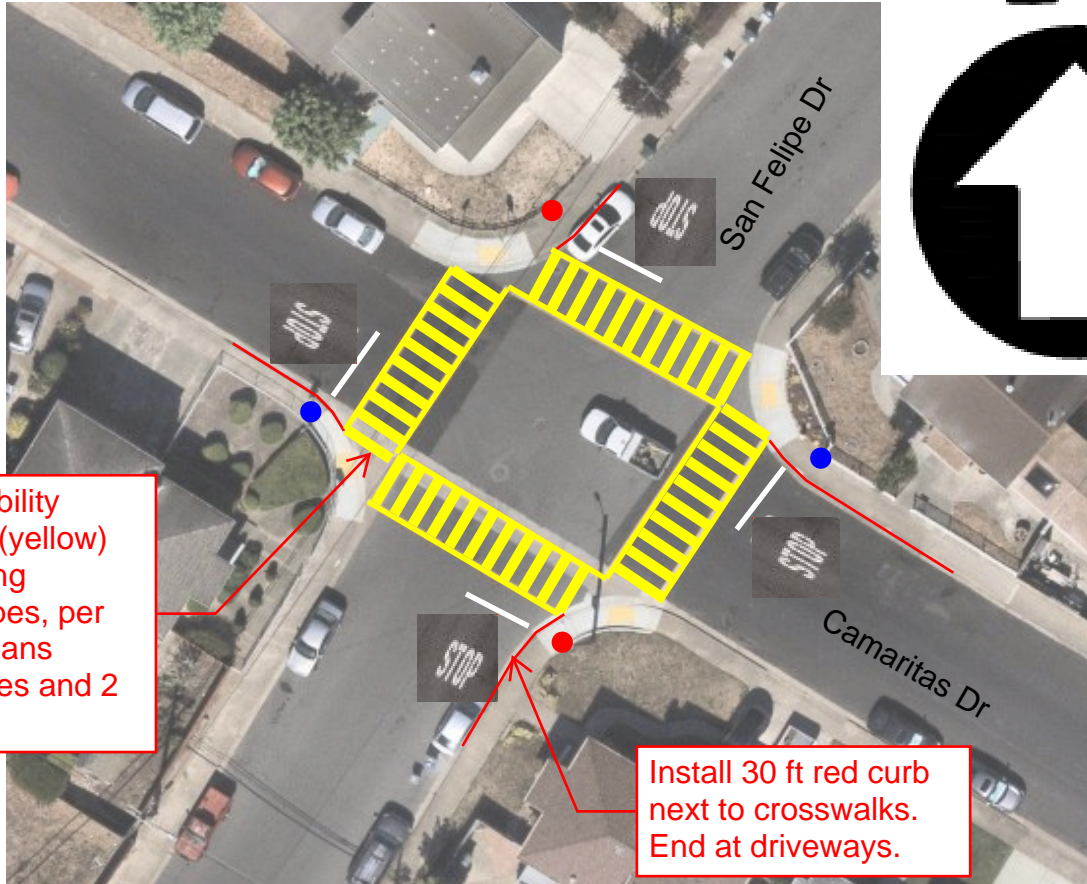 San Felipe Dr
STOP
STOP
STOP
STOP
bility
(yellow)
ng
pes, per
ans
es and 2
Camaritas Dr
Install 30 ft red curb
next to crosswalks.
End at driveways.